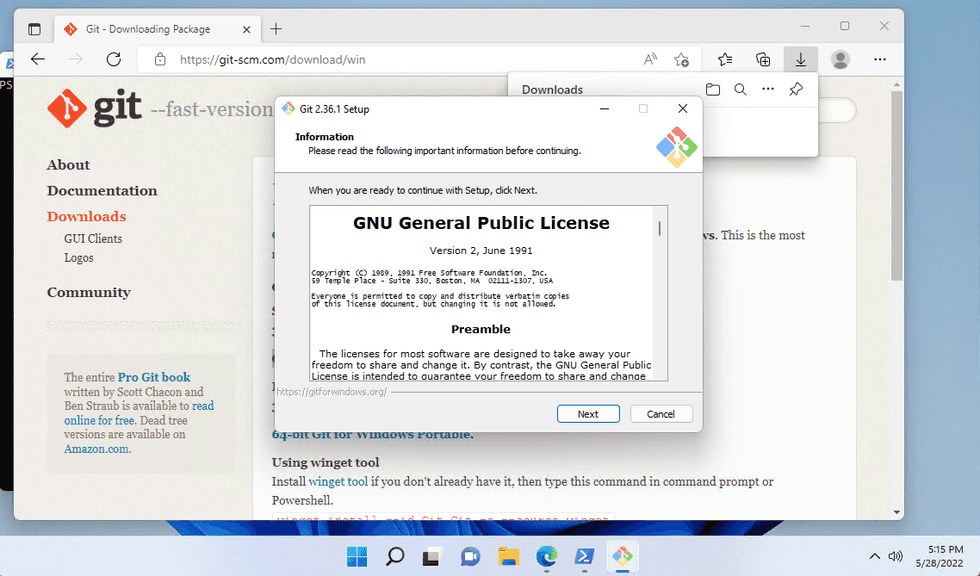 Git - Downloading Package
https://git-scm.com/download/win
PS
Downloads
git --fast-version
Git 2.36.1 Setup
Information
Please read the following important information before continuing.
About
Documentation
Downloads
GUI Clients
Logos
Community
When you are ready to continue with Setup, click Next.
GNU General Public License
Version 2, June 1991
Copyright (C) 1989, 1991 Free Software Foundation, Inc.
59 Temple Place - Suite 330, Boston, MA  02111-1307, USA
Everyone is permitted to copy and distribute verbatim copies
of this license document, but changing it is not allowed.
Preamble
The licenses for most software are designed to take away your
freedom to share and change it. By contrast, the GNU General Public
License is intended to guarantee your freedom to share and change
https://gitforwindows.org/
Next
Cancel
. This is the most
The entire Pro Git book
written by Scott Chacon and
Ben Straub is available to read
online for free. Dead tree
versions are available on
Amazon.com.
64-bit Git for Windows Portable.
Using winget tool
Install winget tool if you don't already have it, then type this command in command prompt or
Powershell.
winget install --id Git.Git -e --source winget
5:15 PM
5/28/2022